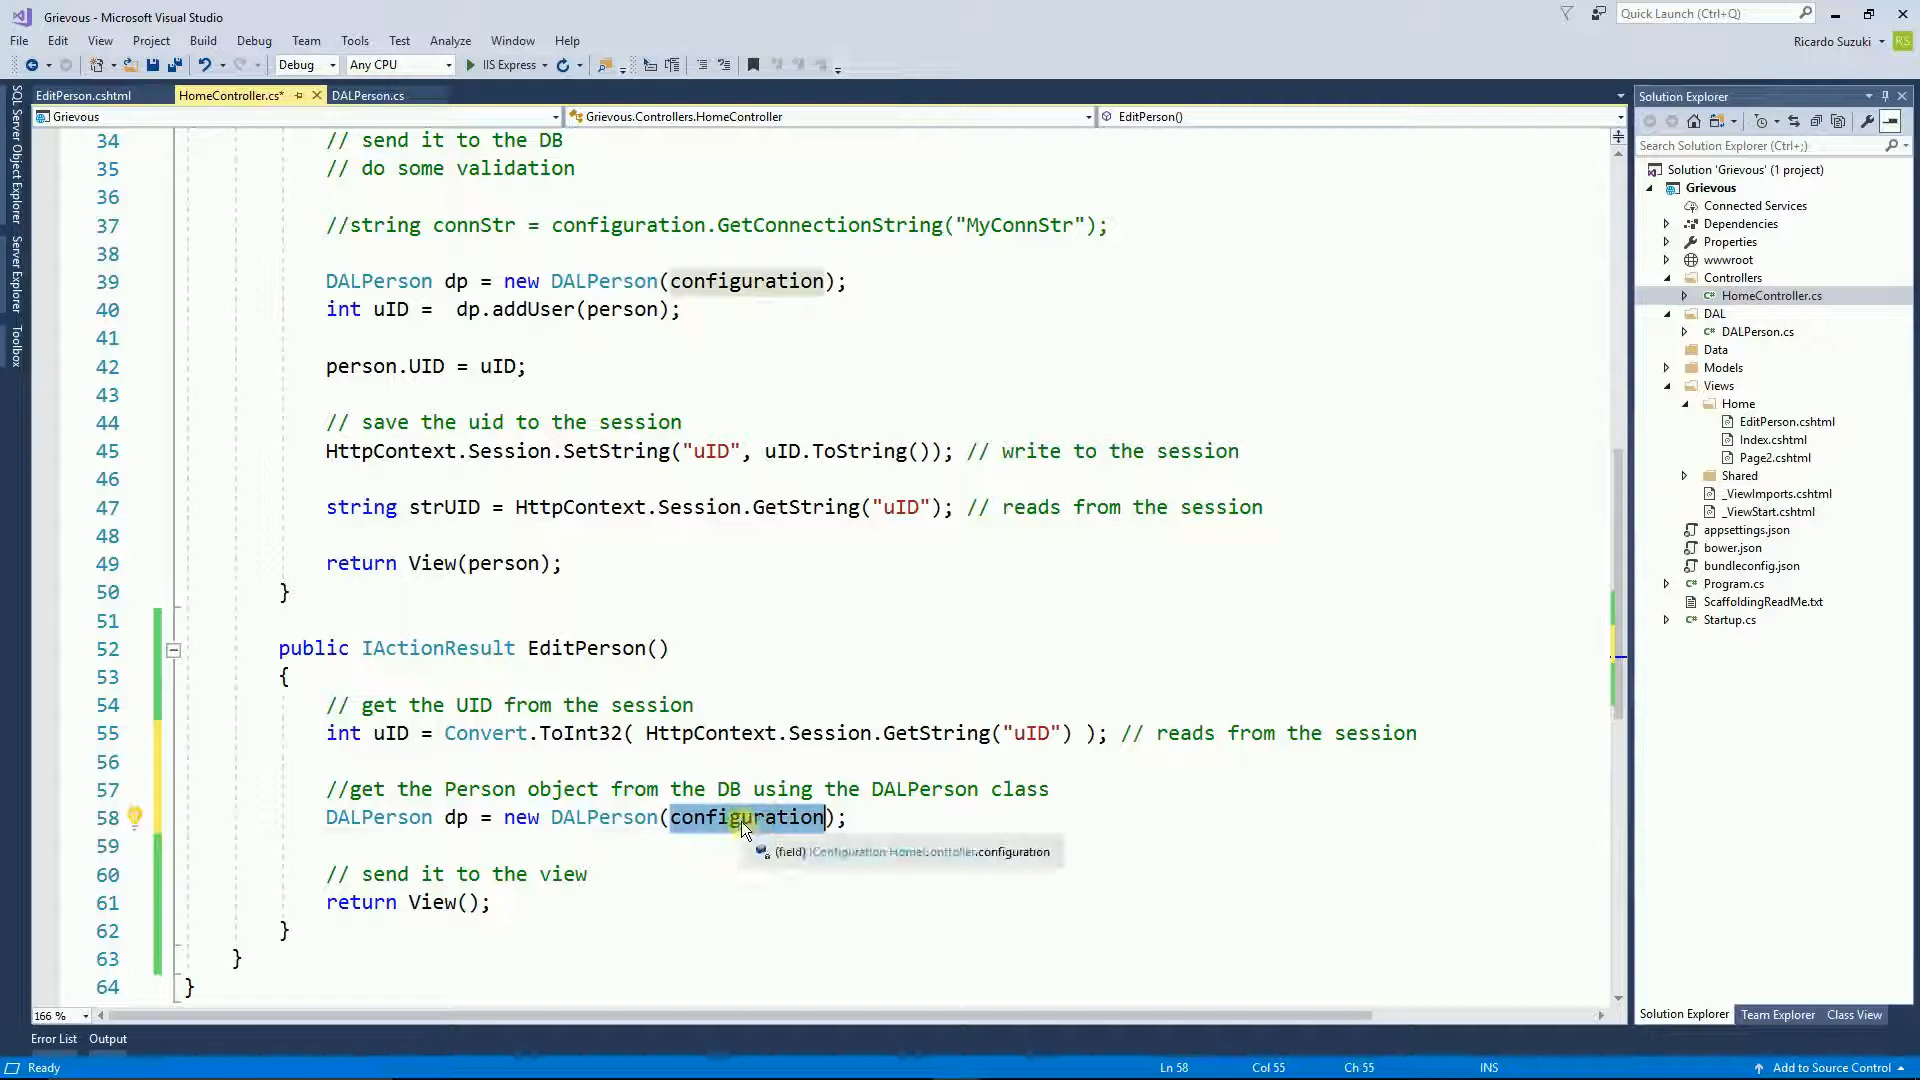 Grievous - Microsoft Visual Studio
Quick Launch (Ctrl+Q)
File Edit View Project Build Debug Team Tools Test Analyze Window Help
Ricardo Suzuki RS
Debug Any CPU IIS Express
EditPerson.cshtml HomeController.cs* DALPerson.cs
Grievous Grievous.Controllers.HomeController EditPerson()
SQL Server Object Explorer
Server Explorer
Toolbox
34 // send it to the DB
35 // do some validation
36
37 //string connStr = configuration.GetConnectionString("MyConnStr");
38
39 DALPerson dp = new DALPerson(configuration);
40 int uID =  dp.addUser(person);
41
42 person.UID = uID;
43
44 // save the uid to the session
45 HttpContext.Session.SetString("uID", uID.ToString()); // write to the session
46
47 string strUID = HttpContext.Session.GetString("uID"); // reads from the session
48
49 return View(person);
50 }
51
52 public IActionResult EditPerson()
53 {
54 // get the UID from the session
55 int uID = Convert.ToInt32( HttpContext.Session.GetString("uID") ); // reads from the session
56
57 //get the Person object from the DB using the DALPerson class
58 DALPerson dp = new DALPerson(configuration);
(field) IConfiguration HomeController.configuration
59
60 // send it to the view
61 return View();
62 }
63 }
64 }
166 %
Error List Output
Ready Ln 58 Col 55 Ch 55 INS Add to Source Control
Solution Explorer
Search Solution Explorer (Ctrl+;)
Solution 'Grievous' (1 project)
Grievous
Connected Services
Dependencies
Properties
wwwroot
Controllers
C# HomeController.cs
DAL
C# DALPerson.cs
Data
Models
Views
Home
EditPerson.cshtml
Index.cshtml
Page2.cshtml
Shared
_ViewImports.cshtml
_ViewStart.cshtml
appsettings.json
bower.json
bundleconfig.json
C# Program.cs
ScaffoldingReadMe.txt
C# Startup.cs
Solution Explorer Team Explorer Class View